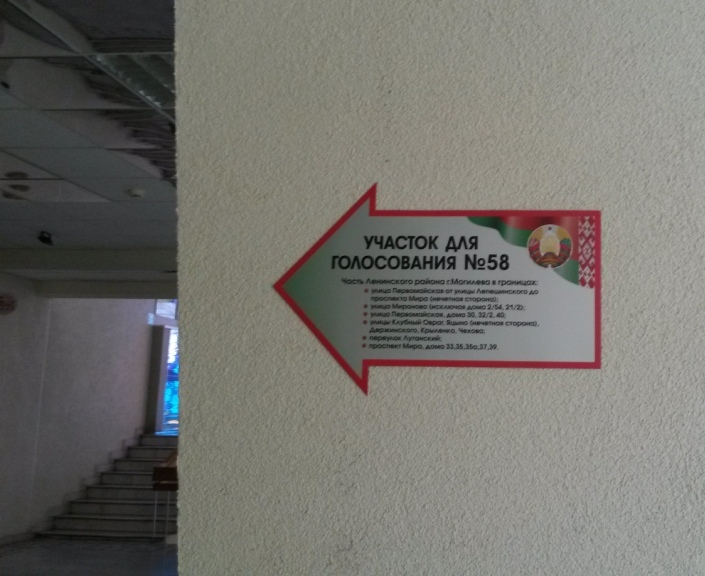 УЧАСТОК ДЛЯ
ГОЛОСОВАНИЯ №58
Часть Ленинского района г.Могилева в границах:
улица Первомайская от улицы Лепешинского до
проспекта Мира (нечетная сторона);
улица Миронова (исключая дома 2/54, 21/2);
улица Первомайская, дома 30, 32/2, 40;
улицы Клубный Овраг, Яцыно (нечетная сторона),
Дзержинского, Крыленко, Чехова;
переулок Луганский;
проспект Мира, дома 33,35,35а,37,39.